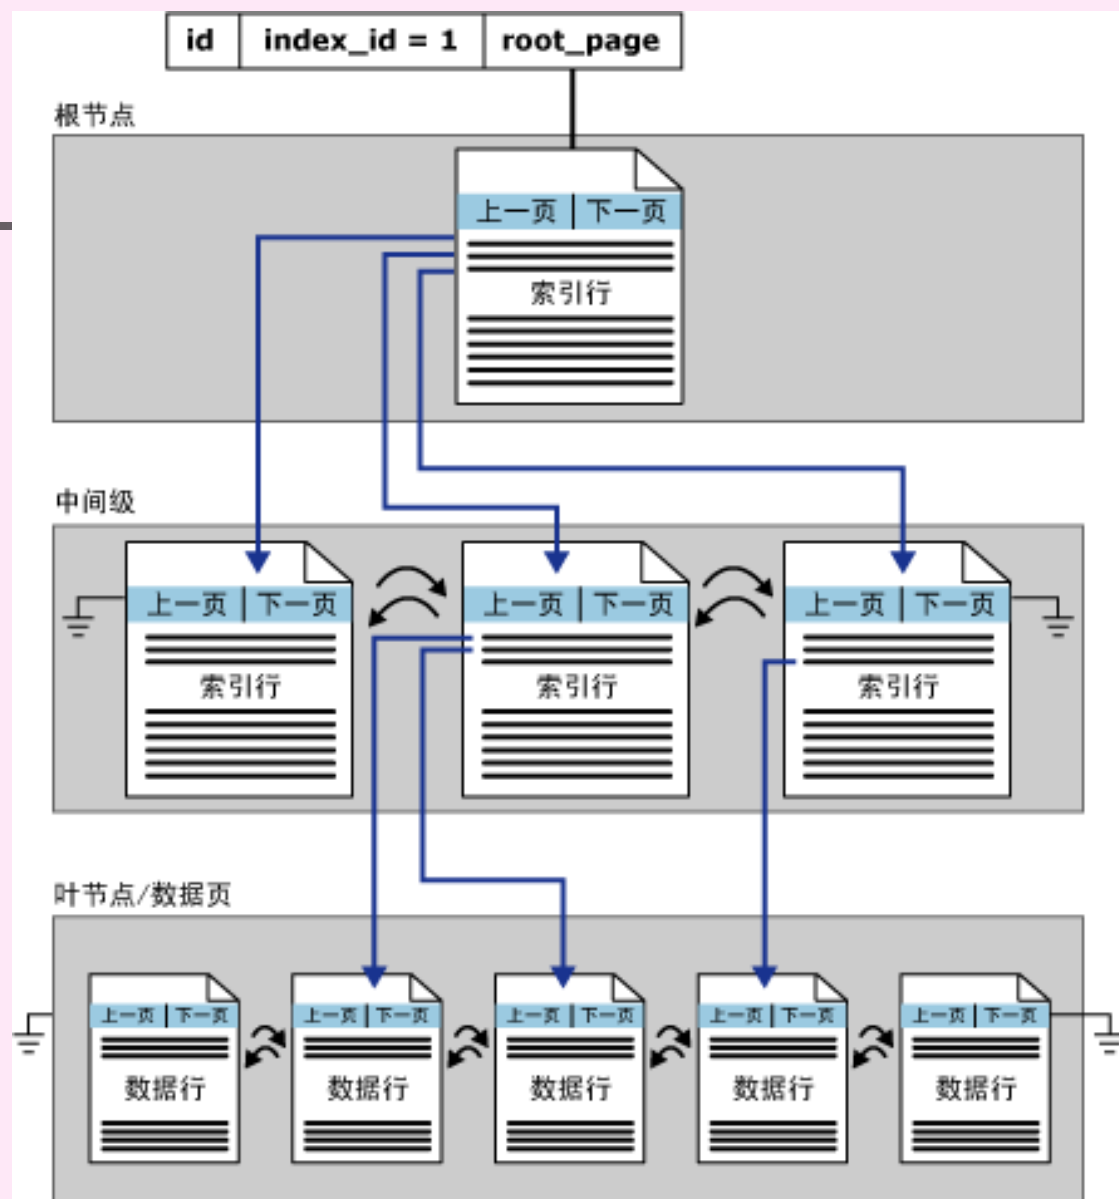 id index_id = 1 root_page
根节点
上一页 下一页
索引行
中间级
上一页 下一页 上一页 下一页 上一页 下一页
索引行 索引行 索引行
叶节点/数据页
上一页 下一页 上一页 下一页 上一页 下一页 上一页 下一页 上一页 下一页
数据行 数据行 数据行 数据行 数据行